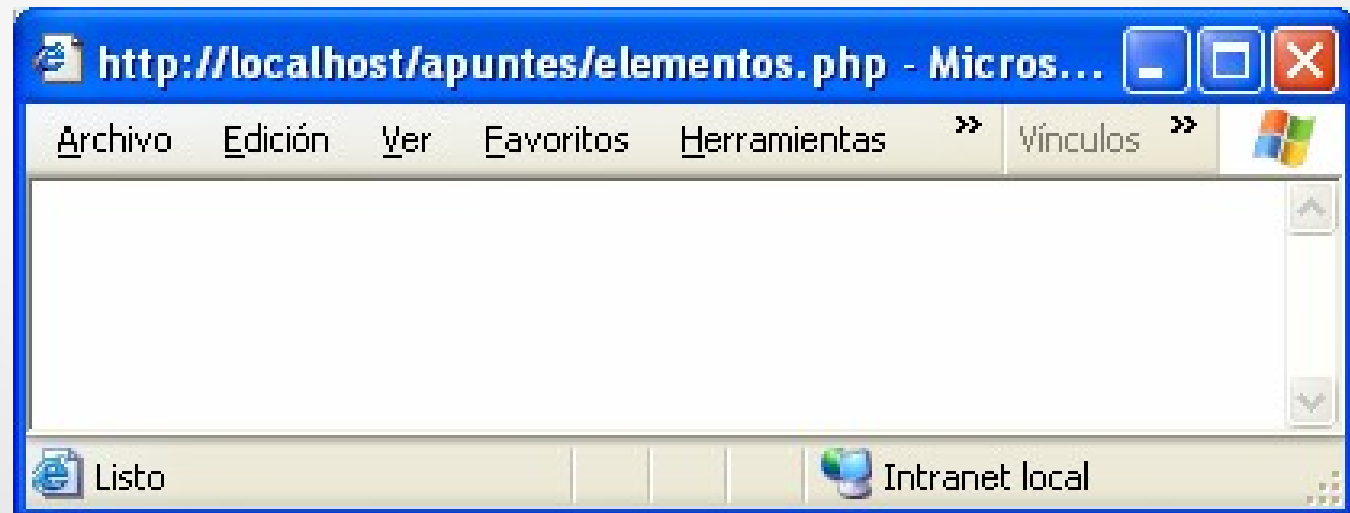 http://localhost/apuntes/elementos.php - Micros...
Archivo Edición Ver Favoritos Herramientas » Vínculos »
Listo Intranet local